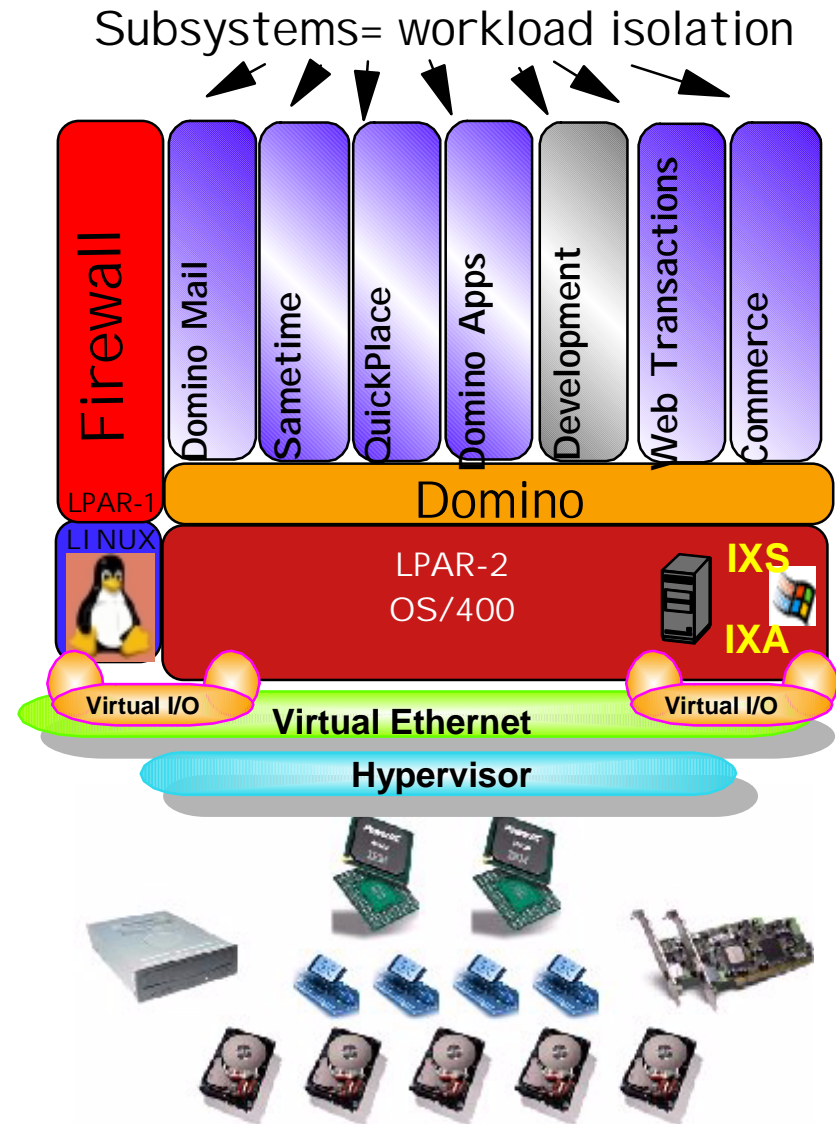 Subsystems= workload isolation
Firewall
Domino Mail
Sametime
QuickPlace
Domino Apps
Development
Web Transactions
Commerce
LPAR-1
Domino
LINUX
LPAR-2
OS/400
IXS
IXA
Virtual I/O
Virtual I/O
Virtual Ethernet
Hypervisor